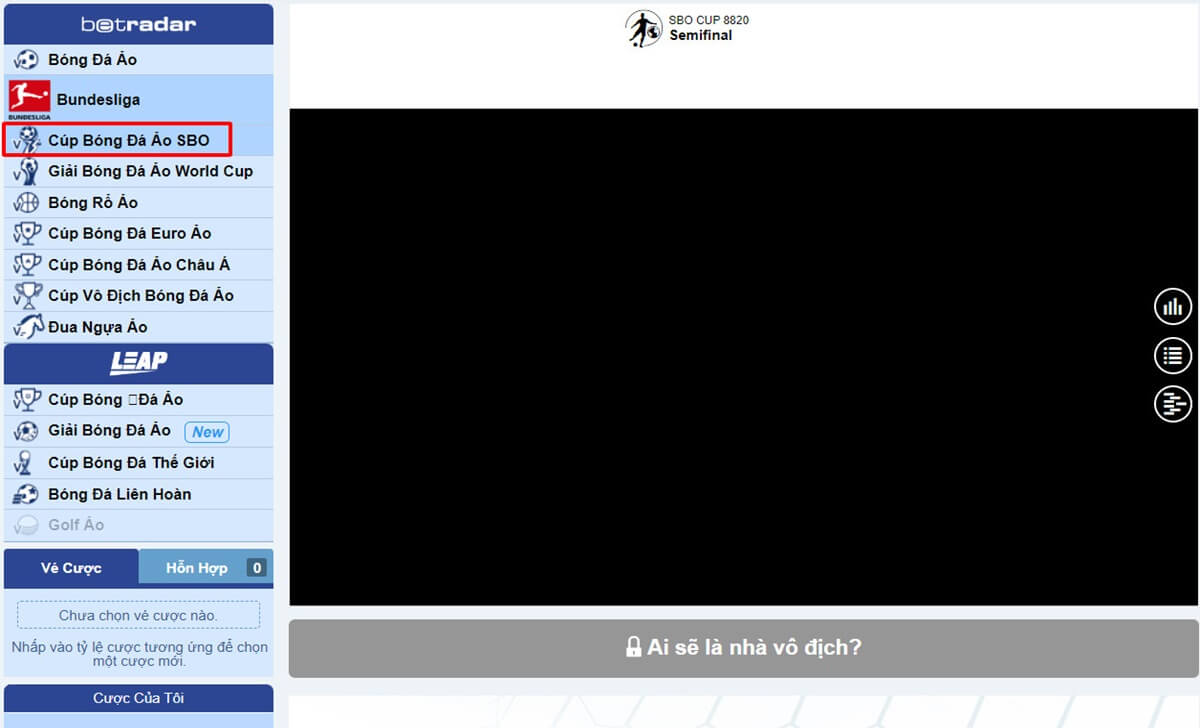 betradar
Bóng Đá Ảo
BUNDESLIGA
Bundesliga
Cúp Bóng Đá Ảo SBO
Giải Bóng Đá Ảo World Cup
Bóng Rổ Ảo
Cúp Bóng Đá Euro Ảo
Cúp Bóng Đá Ảo Châu Á
Cúp Vô Địch Bóng Đá Ảo
Đua Ngựa Ảo
LEAP
Cúp Bóng Đá Ảo
Giải Bóng Đá Ảo New
Cúp Bóng Đá Thế Giới
Bóng Đá Liên Hoàn
Golf Ảo
Vé Cược
Hỗn Hợp 0
Chưa chọn vé cược nào.
Nhấp vào tỷ lệ cược tương ứng để chọn
một cược mới.
Cược Của Tôi
SBO CUP 8820
Semifinal
Ai sẽ là nhà vô địch?